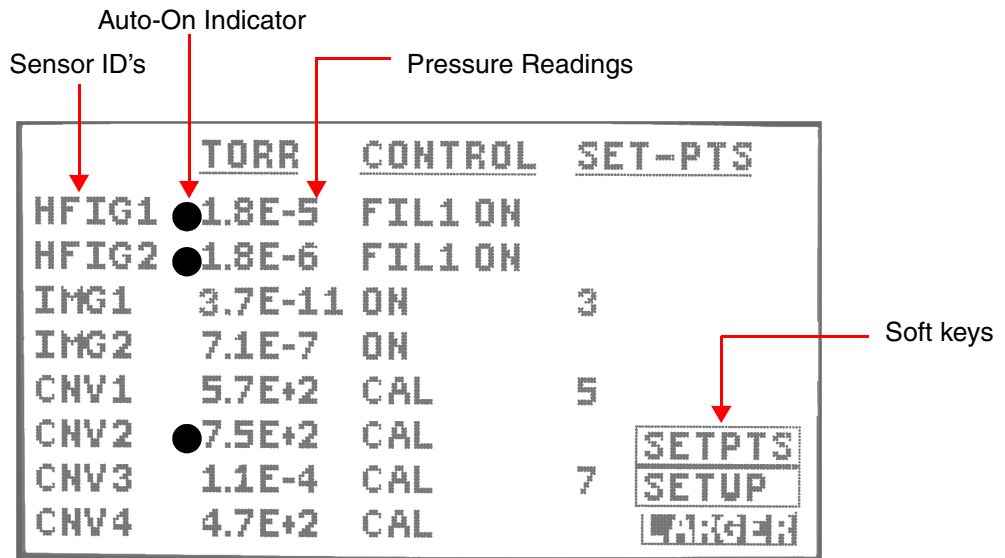 Auto-On Indicator
Sensor ID's
Pressure Readings
TORR CONTROL SET-PTS
HFIG1 1.8E-5 FIL1 ON
HFIG2 1.8E-6 FIL1 ON
IMG1 3.7E-11 ON 3
IMG2 7.1E-7 ON
Soft keys
CNV1 5.7E+2 CAL 5
CNV2 7.5E+2 CAL
SETPTS
CNV3 1.1E-4 CAL 7
SETUP
CNV4 4.7E+2 CAL
LARGER